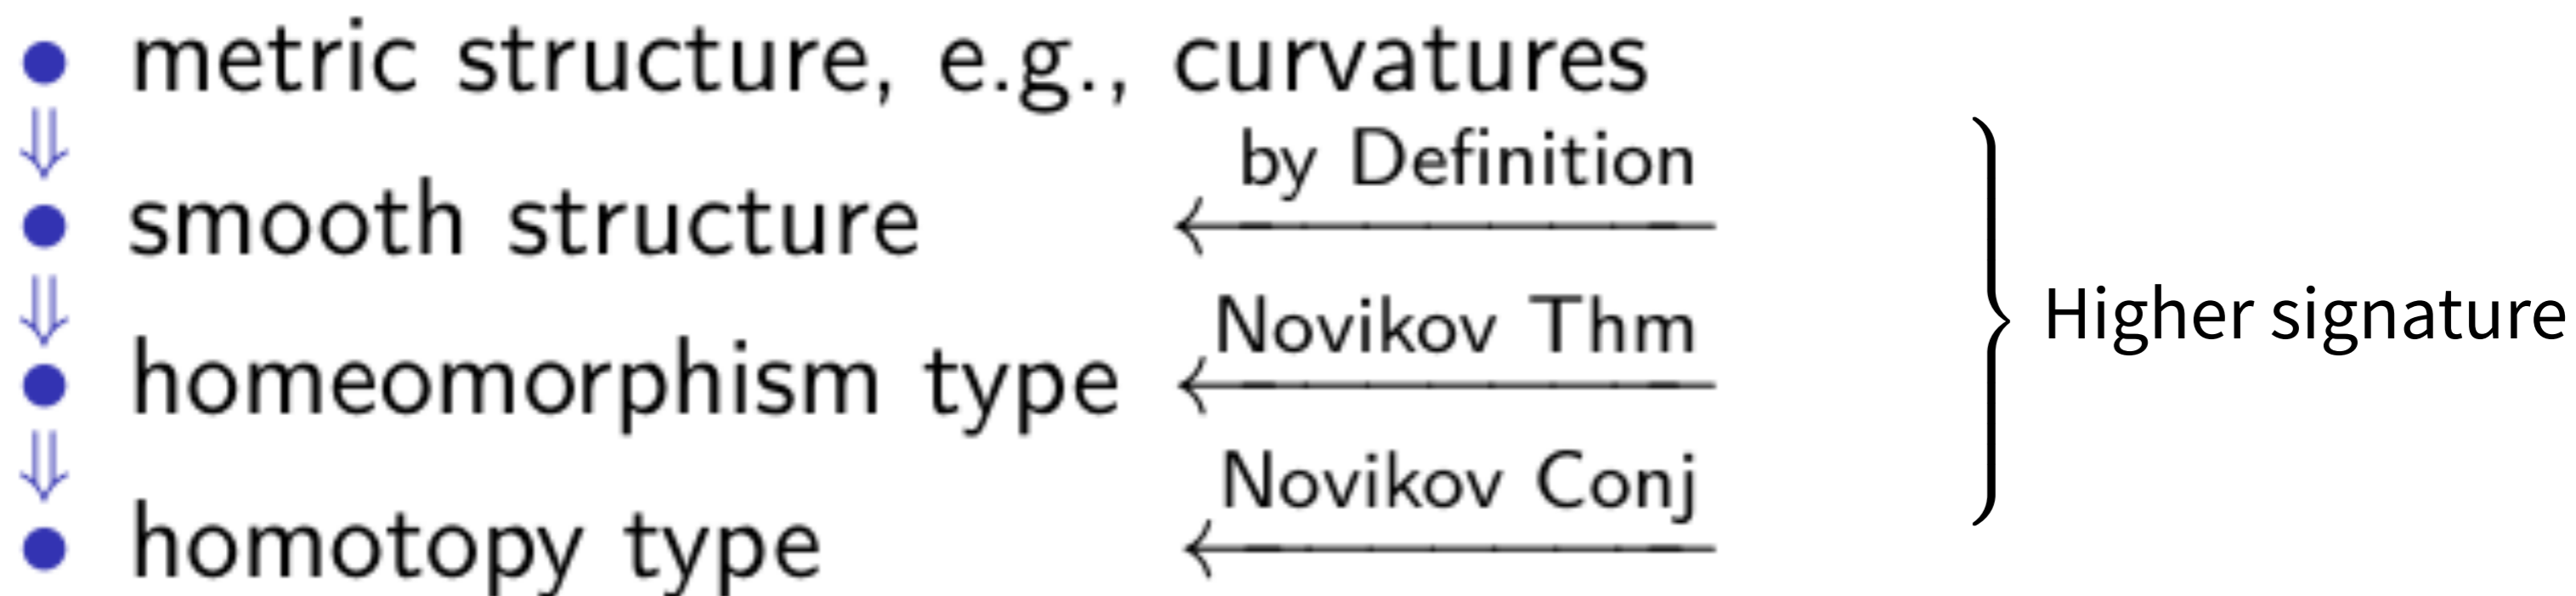 metric structure, e.g., curvatures
by Definition
smooth structure
Novikov Thm
Higher signature
homeomorphism type
Novikov Conj
homotopy type